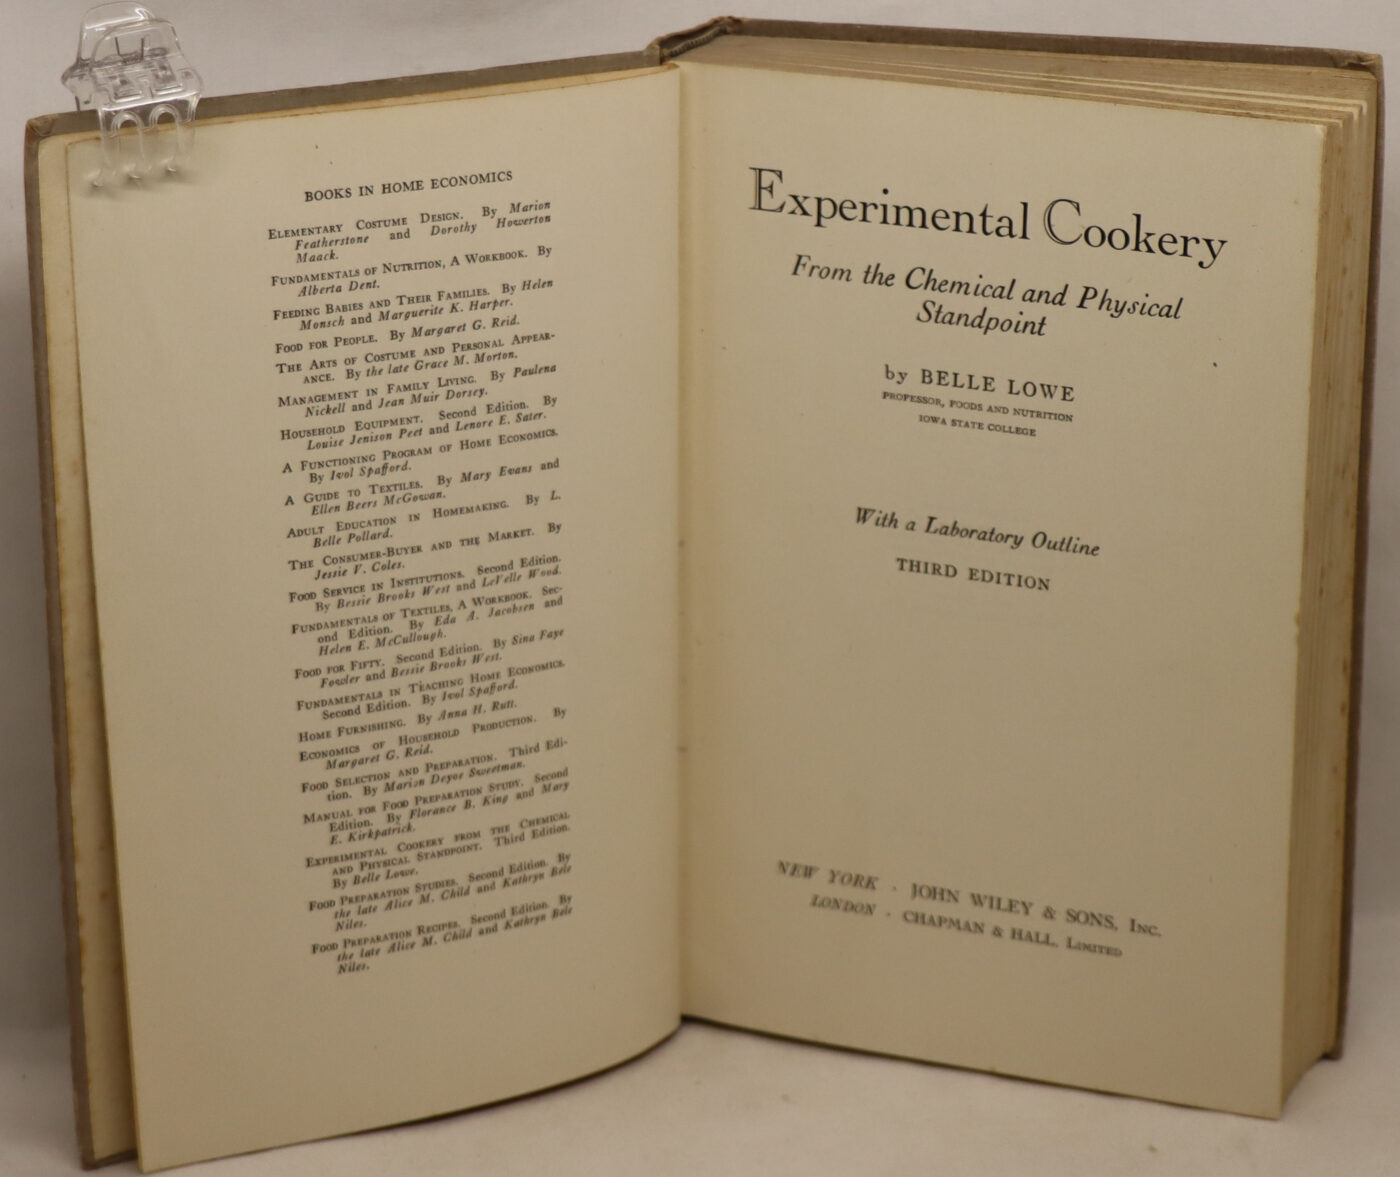 BOOKS IN HOME ECONOMICS
ELEMENTARY COSTUME DESIGN. By Marion
Featherstone and Dorothy Howerton
Maack.
FUNDAMENTALS OF NUTRITION, A WORKBOOK. By
Alberta Dent.
FEEDING BABIES AND THEIR FAMILIES. By Helen
Monsch and Marguerite K. Harper.
FOOD FOR PEOPLE. By Margaret G. Reid.
THE ARTS OF COSTUME AND PERSONAL APPEAR-
ANCE. By the late Grace M. Morton.
MANAGEMENT IN FAMILY LIVING. By Paulena
Nickell and Jean Muir Dorsey.
HOUSEHOLD EQUIPMENT. Second Edition. By
Louise Jenison Peet and Lenore E. Sater.
A FUNCTIONING PROGRAM OF HOME ECONOMICS.
By Ivol Spafford.
A GUIDE TO TEXTILES. By Mary Evans and
Ellen Beers McGowan.
ADULT EDUCATION IN HOMEMAKING. By L.
Belle Pollard.
THE CONSUMER-BUYER AND THE MARKET. By
Jessie V. Coles.
FOOD SERVICE IN INSTITUTIONS. Second Edition.
By Bessie Brooks West and LeVelle Wood.
FUNDAMENTALS OF TEXTILES, A WORKBOOK. Sec-
ond Edition. By Eda A. Jacobsen and
Helen E. McCullough.
FOOD FOR FIFTY. Second Edition. By Sina Faye
Fowler and Bessie Brooks West.
FUNDAMENTALS IN TEACHING HOME ECONOMICS.
Second Edition. By Ivol Spafford.
HOME FURNISHING. By Anna H. Rutt.
ECONOMICS OF HOUSEHOLD PRODUCTION. By
Margaret G. Reid.
FOOD SELECTION AND PREPARATION. Third Edi-
tion. By Marion Deyoe Sweetman.
MANUAL FOR FOOD PREPARATION STUDY. Second
Edition. By Florance B. King and Mary
E. Kirkpatrick.
EXPERIMENTAL COOKERY FROM THE CHEMICAL
AND PHYSICAL STANDPOINT. Third Edition.
By Belle Lowe.
FOOD PREPARATION STUDIES. Second Edition. By
the late Alice M. Child and Kathryn Bele
Niles.
FOOD PREPARATION RECIPES. Second Edition. By
the late Alice M. Child and Kathryn Bele
Niles.
Experimental Cookery
From the Chemical and Physical
Standpoint
by BELLE LOWE
PROFESSOR, FOODS AND NUTRITION
IOWA STATE COLLEGE
With a Laboratory Outline
THIRD EDITION
NEW YORK . JOHN WILEY & SONS, INC.
LONDON . CHAPMAN & HALL, LIMITED